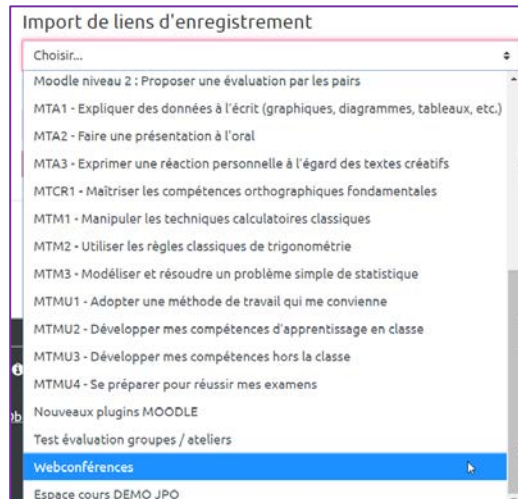 Import de liens d'enregistrement
Choisir...
Moodle niveau 2 : Proposer une évaluation par les pairs
MTA1 - Expliquer des données à l'écrit (graphiques, diagrammes, tableaux, etc.)
MTA2 - Faire une présentation à l'oral
MTA3 - Exprimer une réaction personnelle à l'égard des textes créatifs
MTCR1 - Maîtriser les compétences orthographiques fondamentales
MTM1 - Manipuler les techniques calculatoires classiques
MTM2 - Utiliser les règles classiques de trigonométrie
MTM3 - Modéliser et résoudre un problème simple de statistique
MTMU1 - Adopter une méthode de travail qui me convienne
MTMU2 - Développer mes compétences d'apprentissage en classe
MTMU3 - Développer mes compétences hors la classe
MTMU4 - Se préparer pour réussir mes examens
Nouveaux plugins MOODLE
Test évaluation groupes / ateliers
Webconférences
Espace cours DEMO JPO